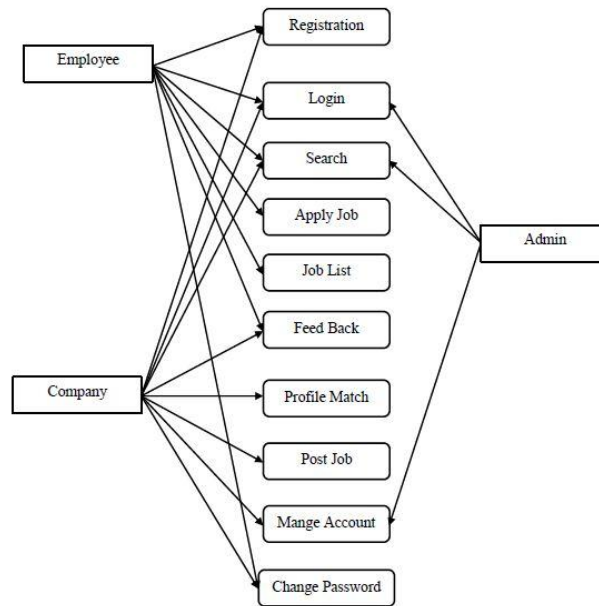 Registration
Employee
Login
Search
Apply Job
Admin
Job List
Feed Back
Company
Profile Match
Post Job
Mange Account
Change Password